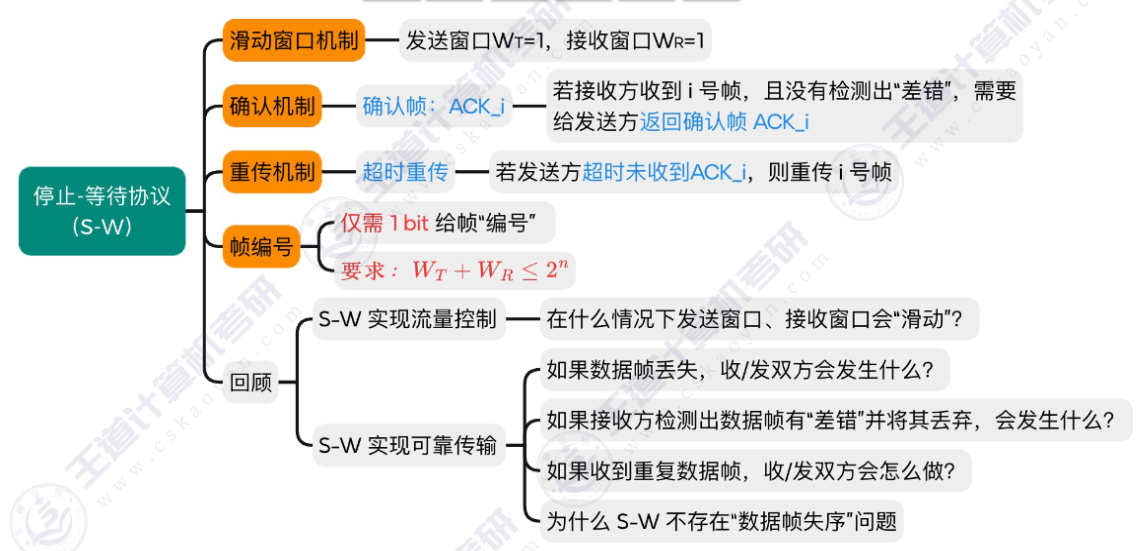 滑动窗口机制
发送窗口WT=1，接收窗口WR=1
确认机制
确认帧：ACK_i
若接收方收到 i 号帧，且没有检测出“差错”，需要
给发送方返回确认帧 ACK_i
重传机制
超时重传
若发送方超时未收到ACK_i，则重传 i 号帧
停止-等待协议
（S-W）
帧编号
仅需 1 bit 给帧“编号”
要求：W_T + W_R ≤ 2^n
回顾
S-W 实现流量控制
在什么情况下发送窗口、接收窗口会“滑动”？
S-W 实现可靠传输
如果数据帧丢失，收/发双方会发生什么？
如果接收方检测出数据帧有“差错”并将其丢弃，会发生什么？
如果收到重复数据帧，收/发双方会怎么做？
为什么 S-W 不存在“数据帧失序”问题
王道计算机考研
www.cskaoyan.com